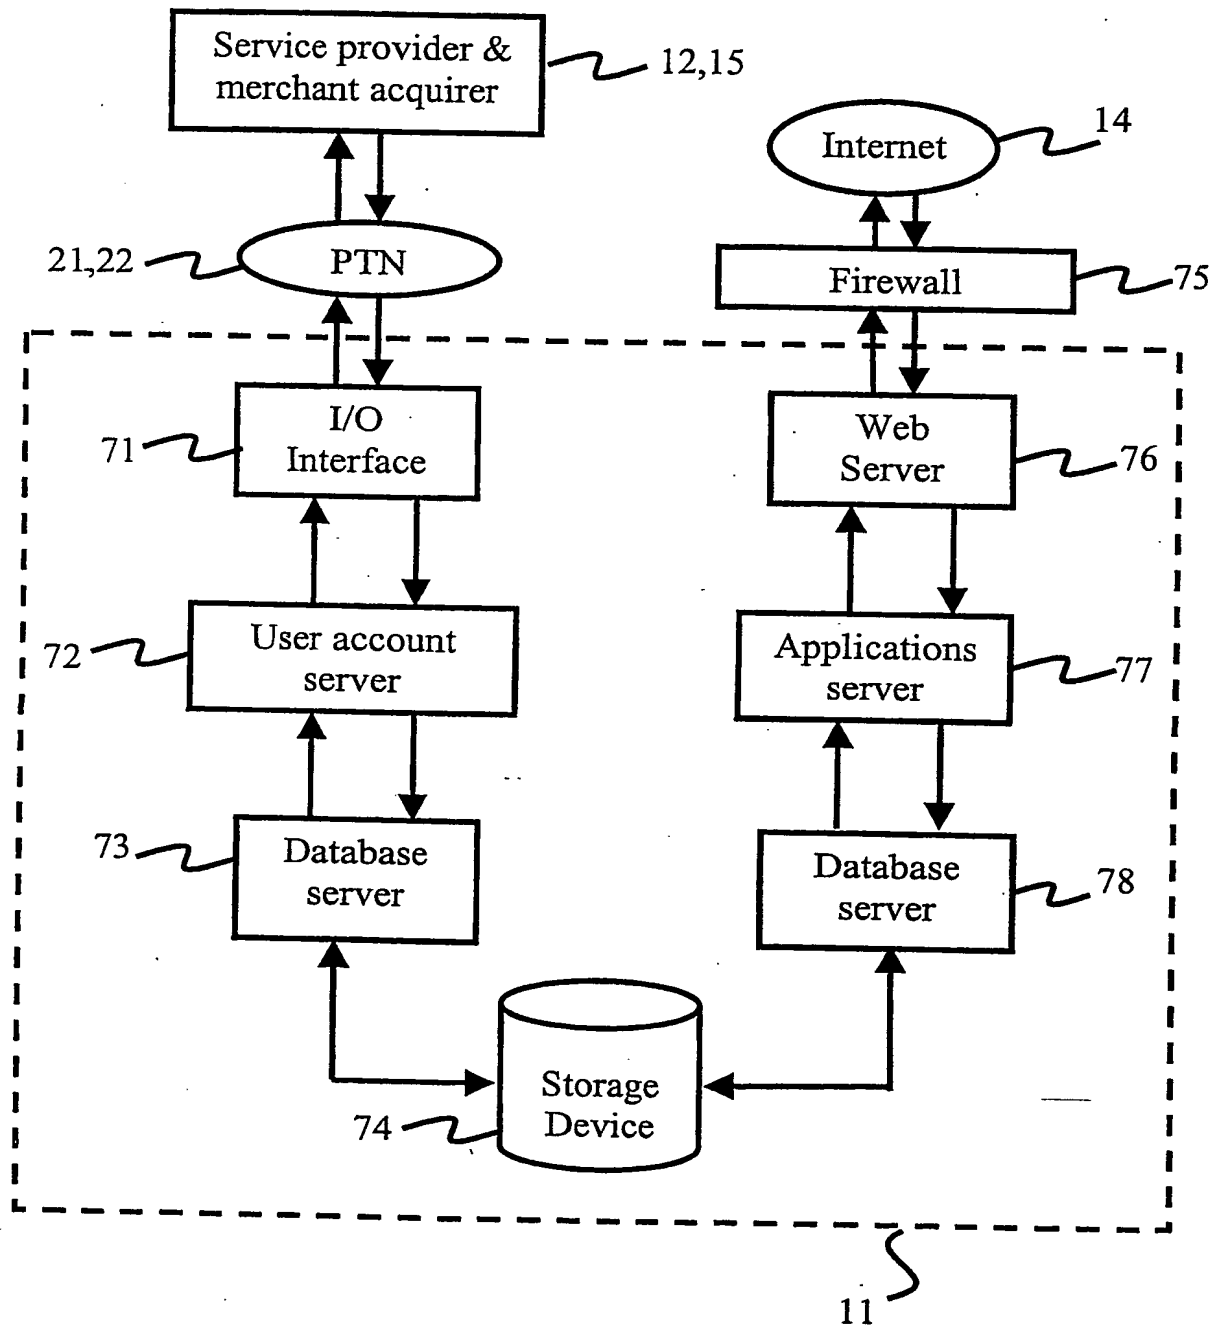 Service provider &
merchant acquirer
12,15
Internet
14
PTN
21,22
Firewall
75
I/O
Interface
71
Web
Server
76
User account
server
72
Applications
server
77
Database
server
73
Database
server
78
Storage
Device
74
11